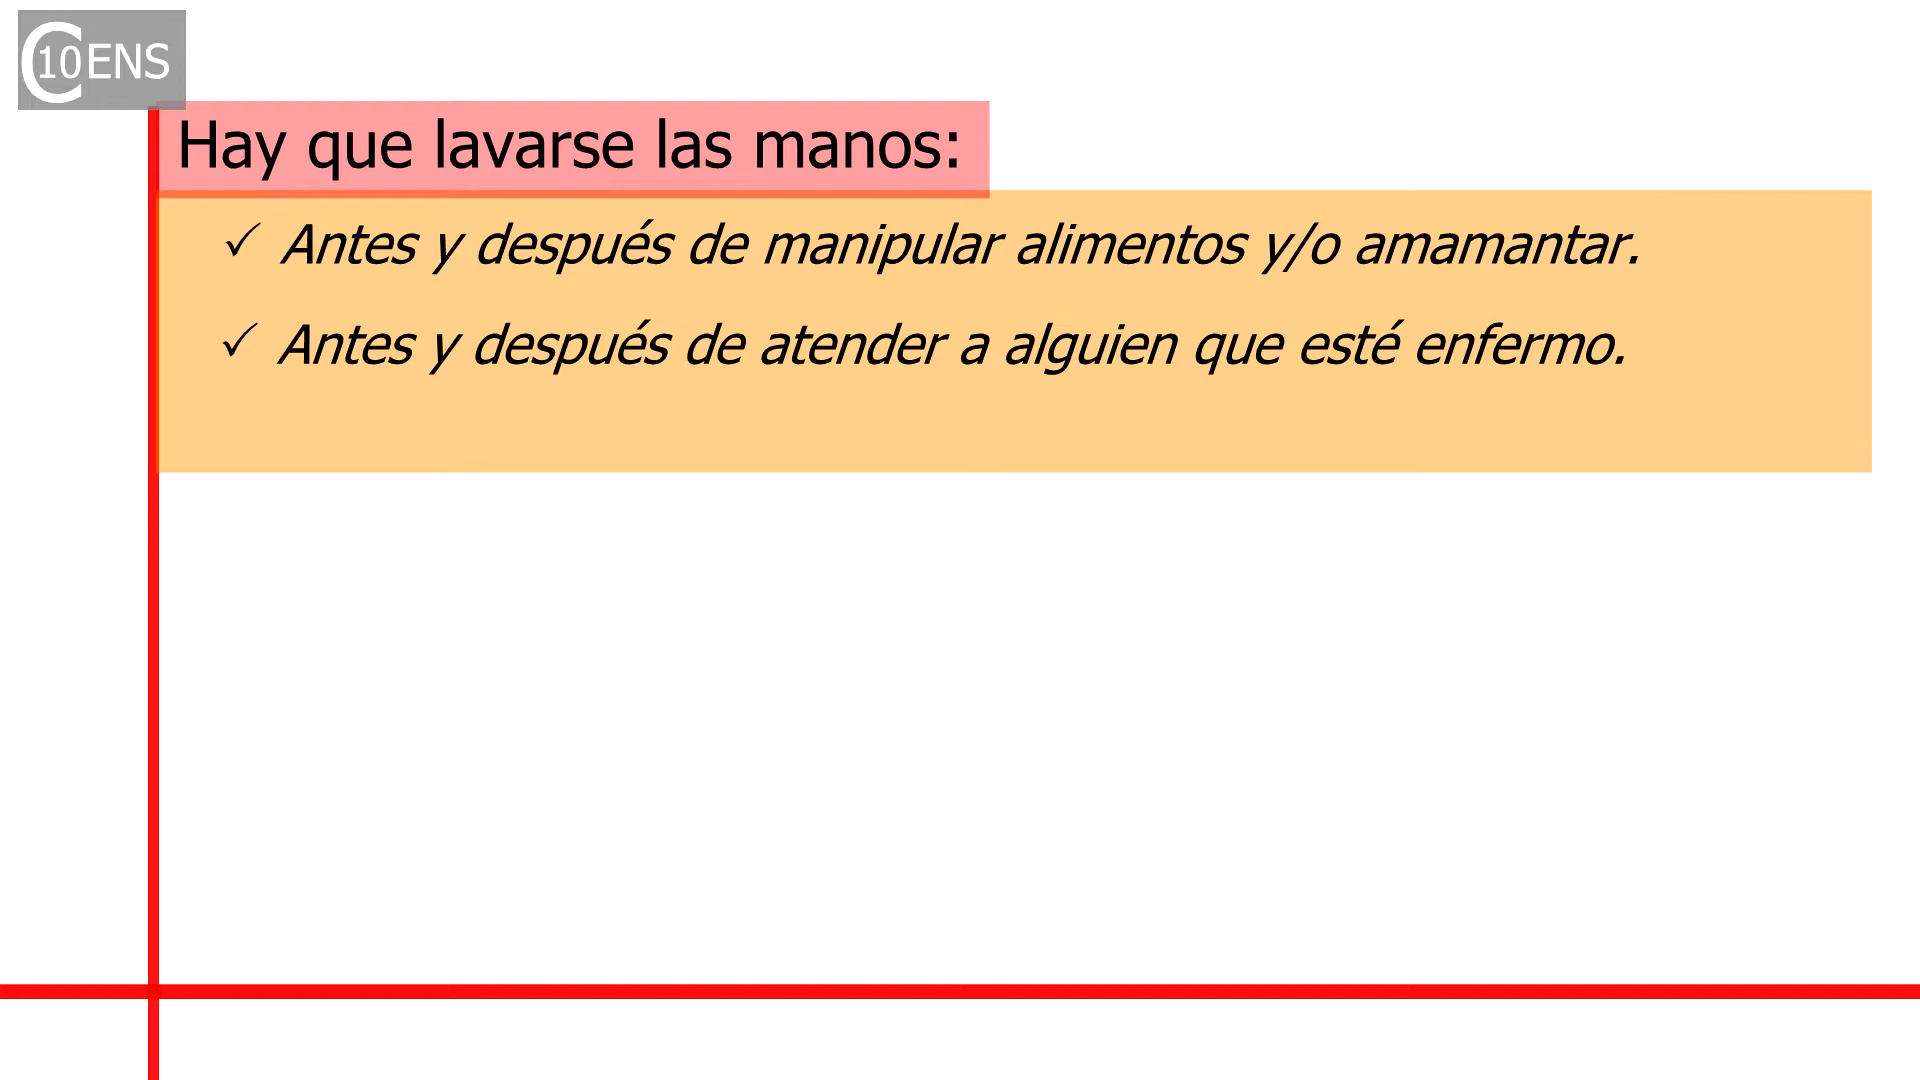 C10ENS
Hay que lavarse las manos:
✓ Antes y después de manipular alimentos y/o amamantar.
✓ Antes y después de atender a alguien que esté enfermo.